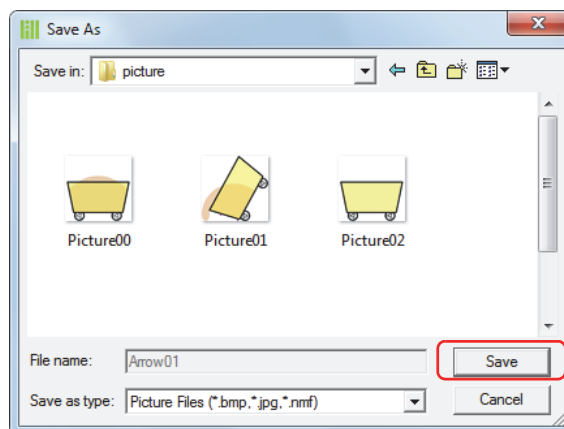 Save As
Save in: picture
Picture00 Picture01 Picture02
File name: Arrow01 Save
Save as type: Picture Files (*.bmp,*.jpg,*.nmf) Cancel